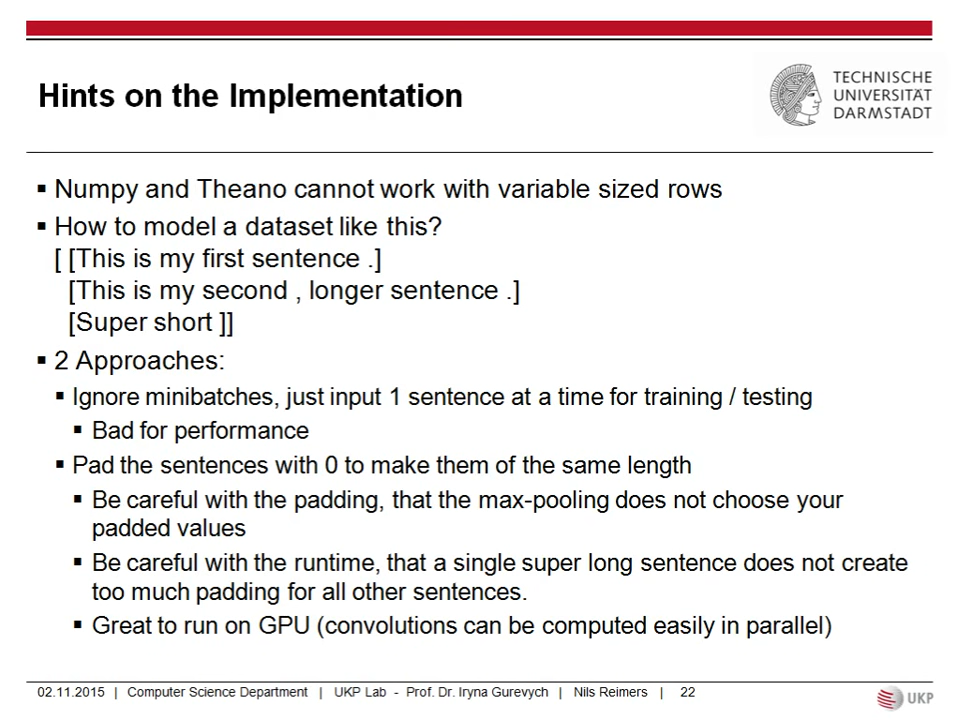 Hints on the Implementation
TECHNISCHE
UNIVERSITÄT
DARMSTADT
▪ Numpy and Theano cannot work with variable sized rows
▪ How to model a dataset like this?
[ [This is my first sentence .]
[This is my second , longer sentence .]
[Super short ]]
▪ 2 Approaches:
▪ Ignore minibatches, just input 1 sentence at a time for training / testing
▪ Bad for performance
▪ Pad the sentences with 0 to make them of the same length
▪ Be careful with the padding, that the max-pooling does not choose your
padded values
▪ Be careful with the runtime, that a single super long sentence does not create
too much padding for all other sentences.
▪ Great to run on GPU (convolutions can be computed easily in parallel)
02.11.2015 | Computer Science Department | UKP Lab - Prof. Dr. Iryna Gurevych | Nils Reimers | 22
UKP